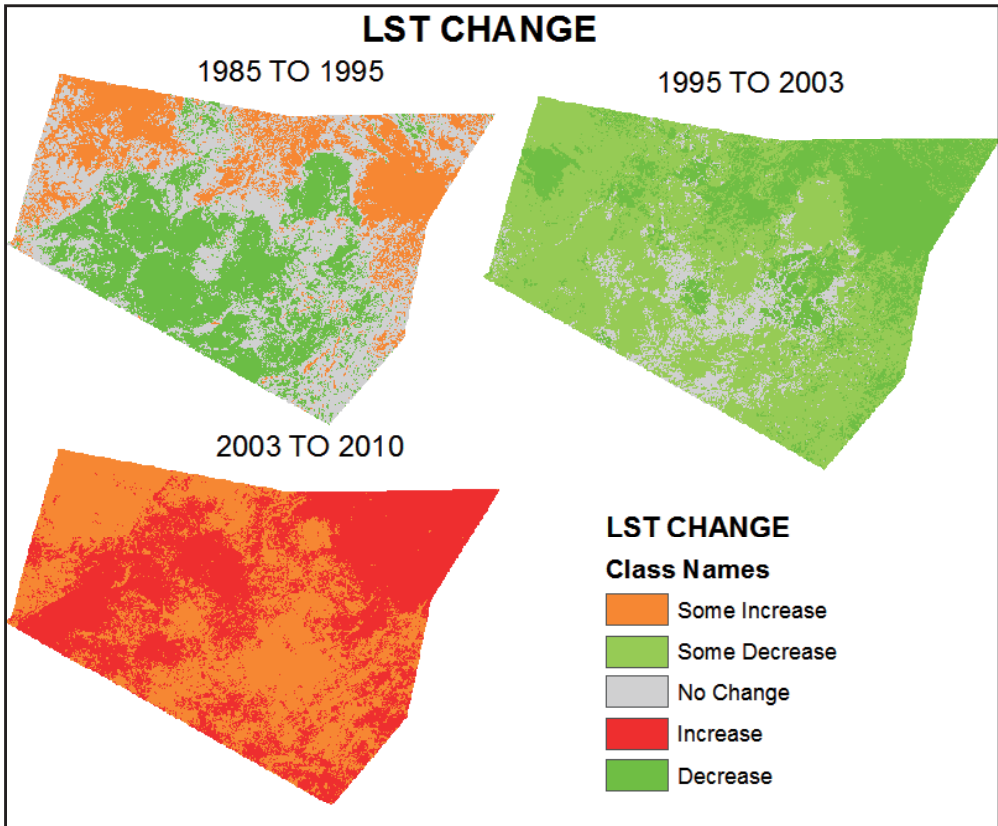 LST CHANGE
1985 TO 1995
1995 TO 2003
2003 TO 2010
LST CHANGE
Class Names
Some Increase
Some Decrease
No Change
Increase
Decrease